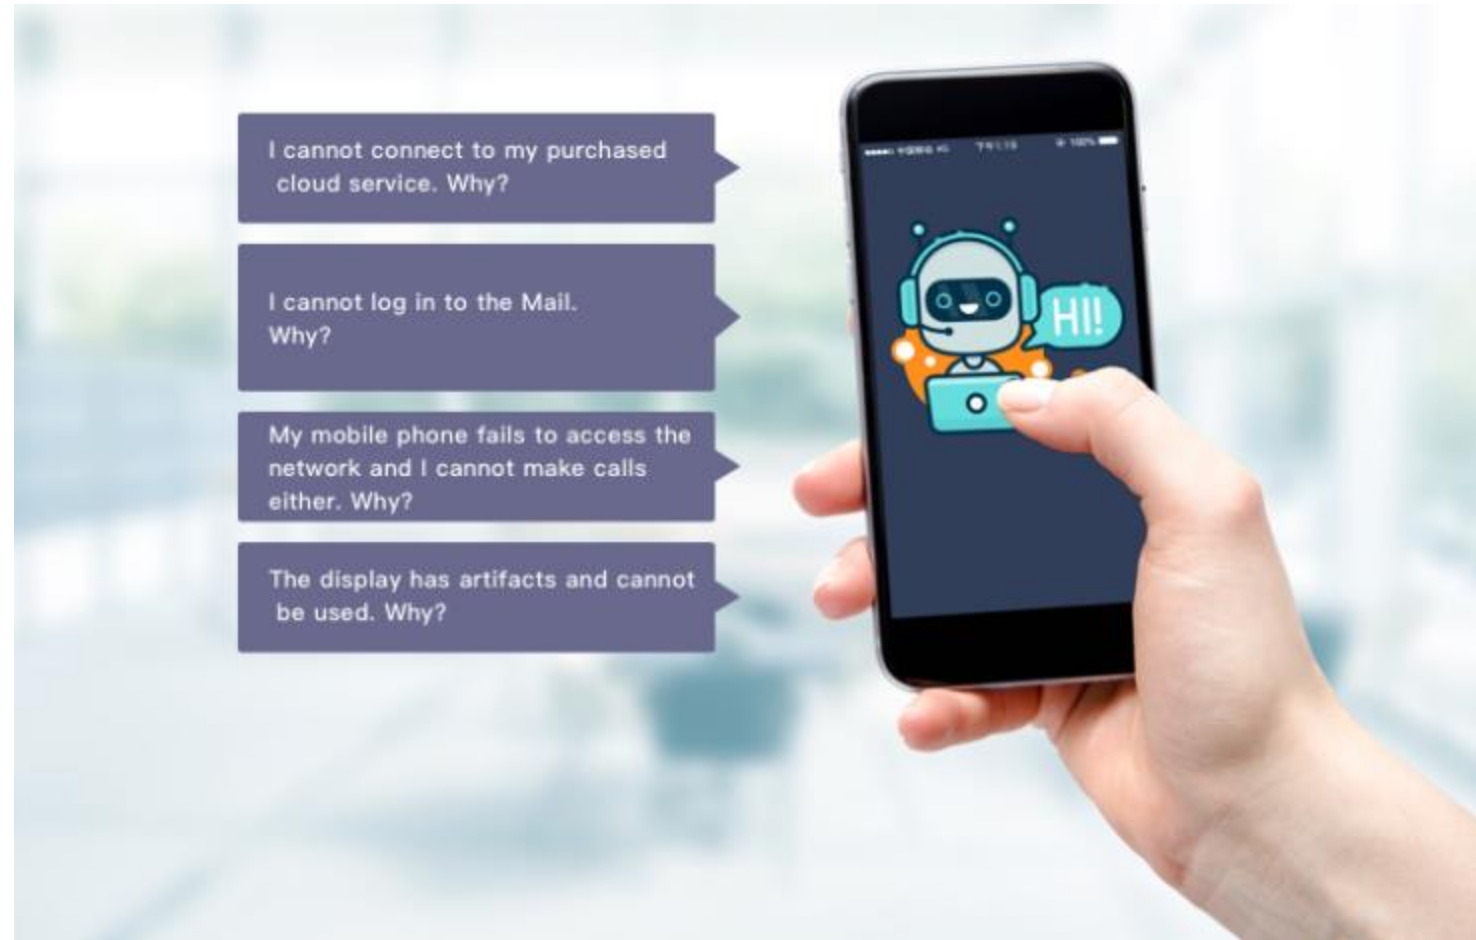 I cannot connect to my purchased
cloud service. Why?
I cannot log in to the Mail.
Why?
My mobile phone fails to access the
network and I cannot make calls
either. Why?
The display has artifacts and cannot
be used. Why?
100%
HI!